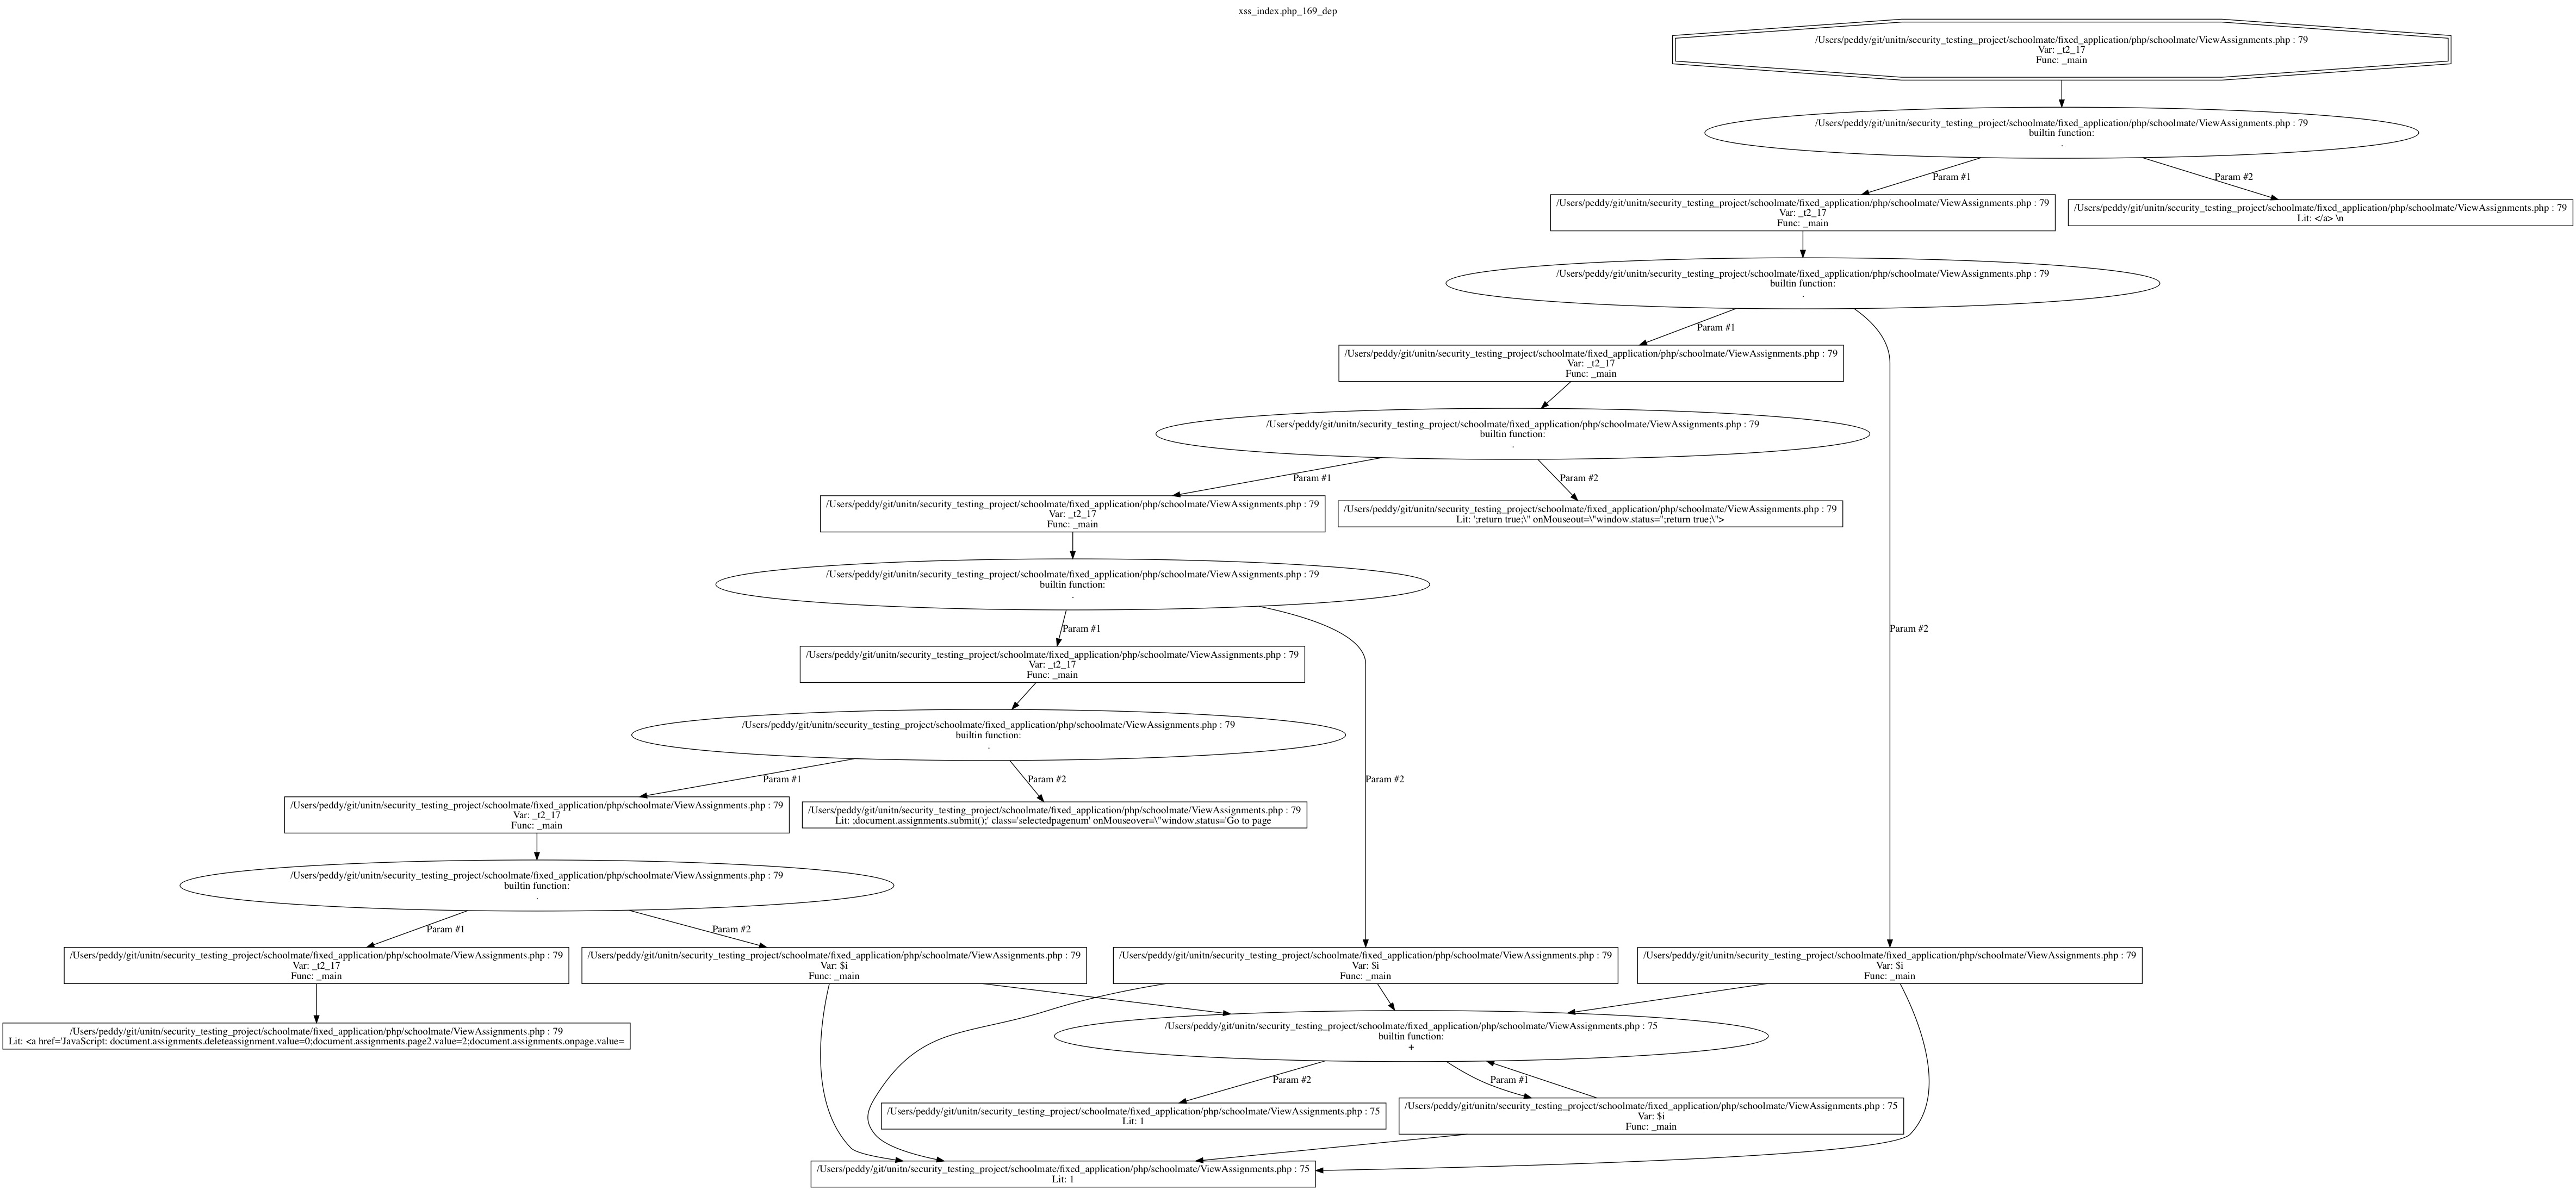 xss_index.php_169_dep
/Users/peddy/git/unitn/security_testing_project/schoolmate/fixed_application/php/schoolmate/ViewAssignments.php : 79
Var: _t2_17
Func: _main
/Users/peddy/git/unitn/security_testing_project/schoolmate/fixed_application/php/schoolmate/ViewAssignments.php : 79
builtin function:
.
Param #1
Param #2
/Users/peddy/git/unitn/security_testing_project/schoolmate/fixed_application/php/schoolmate/ViewAssignments.php : 79
Var: _t2_17
Func: _main
/Users/peddy/git/unitn/security_testing_project/schoolmate/fixed_application/php/schoolmate/ViewAssignments.php : 79
Lit: </a> \n
/Users/peddy/git/unitn/security_testing_project/schoolmate/fixed_application/php/schoolmate/ViewAssignments.php : 79
builtin function:
.
Param #1
/Users/peddy/git/unitn/security_testing_project/schoolmate/fixed_application/php/schoolmate/ViewAssignments.php : 79
Var: _t2_17
Func: _main
/Users/peddy/git/unitn/security_testing_project/schoolmate/fixed_application/php/schoolmate/ViewAssignments.php : 79
builtin function:
.
Param #1
Param #2
/Users/peddy/git/unitn/security_testing_project/schoolmate/fixed_application/php/schoolmate/ViewAssignments.php : 79
Var: _t2_17
Func: _main
/Users/peddy/git/unitn/security_testing_project/schoolmate/fixed_application/php/schoolmate/ViewAssignments.php : 79
Lit: ';return true;\" onMouseout=\"window.status='';return true;\">
/Users/peddy/git/unitn/security_testing_project/schoolmate/fixed_application/php/schoolmate/ViewAssignments.php : 79
builtin function:
.
Param #1
Param #2
/Users/peddy/git/unitn/security_testing_project/schoolmate/fixed_application/php/schoolmate/ViewAssignments.php : 79
Var: _t2_17
Func: _main
/Users/peddy/git/unitn/security_testing_project/schoolmate/fixed_application/php/schoolmate/ViewAssignments.php : 79
builtin function:
.
Param #1
Param #2
Param #2
/Users/peddy/git/unitn/security_testing_project/schoolmate/fixed_application/php/schoolmate/ViewAssignments.php : 79
Var: _t2_17
Func: _main
/Users/peddy/git/unitn/security_testing_project/schoolmate/fixed_application/php/schoolmate/ViewAssignments.php : 79
Lit: ;document.assignments.submit();' class='selectedpagenum' onMouseover=\"window.status='Go to page
/Users/peddy/git/unitn/security_testing_project/schoolmate/fixed_application/php/schoolmate/ViewAssignments.php : 79
builtin function:
.
Param #1
Param #2
/Users/peddy/git/unitn/security_testing_project/schoolmate/fixed_application/php/schoolmate/ViewAssignments.php : 79
Var: _t2_17
Func: _main
/Users/peddy/git/unitn/security_testing_project/schoolmate/fixed_application/php/schoolmate/ViewAssignments.php : 79
Var: $i
Func: _main
/Users/peddy/git/unitn/security_testing_project/schoolmate/fixed_application/php/schoolmate/ViewAssignments.php : 79
Var: $i
Func: _main
/Users/peddy/git/unitn/security_testing_project/schoolmate/fixed_application/php/schoolmate/ViewAssignments.php : 79
Var: $i
Func: _main
/Users/peddy/git/unitn/security_testing_project/schoolmate/fixed_application/php/schoolmate/ViewAssignments.php : 79
Lit: <a href='JavaScript: document.assignments.deleteassignment.value=0;document.assignments.page2.value=2;document.assignments.onpage.value=
/Users/peddy/git/unitn/security_testing_project/schoolmate/fixed_application/php/schoolmate/ViewAssignments.php : 75
builtin function:
+
Param #2
Param #1
/Users/peddy/git/unitn/security_testing_project/schoolmate/fixed_application/php/schoolmate/ViewAssignments.php : 75
Lit: 1
/Users/peddy/git/unitn/security_testing_project/schoolmate/fixed_application/php/schoolmate/ViewAssignments.php : 75
Var: $i
Func: _main
/Users/peddy/git/unitn/security_testing_project/schoolmate/fixed_application/php/schoolmate/ViewAssignments.php : 75
Lit: 1